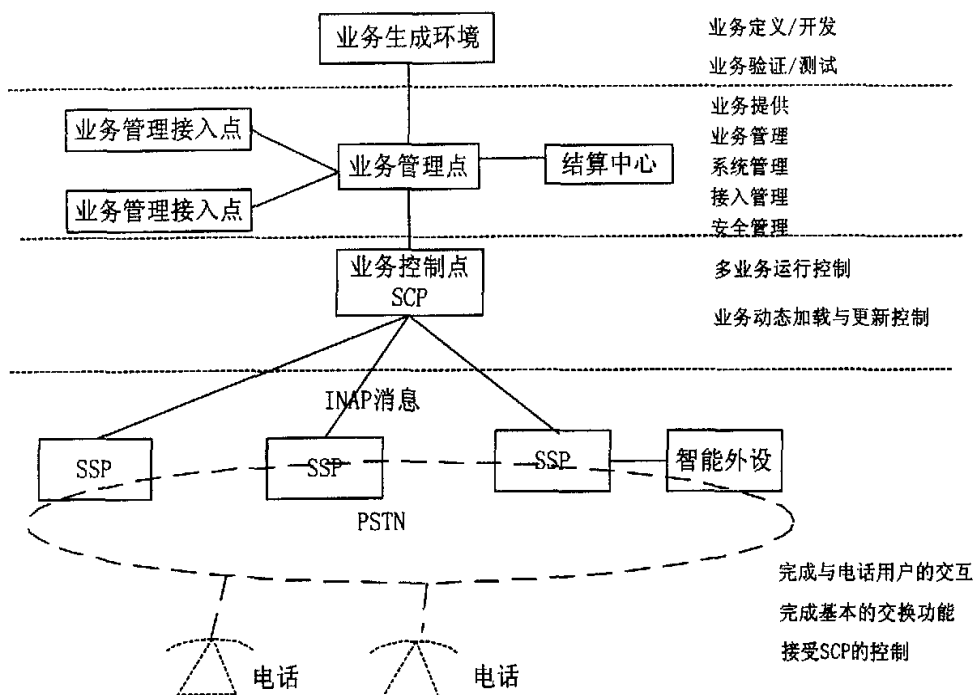 业务生成环境
业务定义/开发
业务验证/测试
业务管理接入点
业务管理接入点
业务管理点
结算中心
业务提供
业务管理
系统管理
接入管理
安全管理
业务控制点
SCP
多业务运行控制
业务动态加载与更新控制
INAP消息
SSP
SSP
SSP
智能外设
PSTN
完成与电话用户的交互
完成基本的交换功能
接受SCP的控制
电话
电话